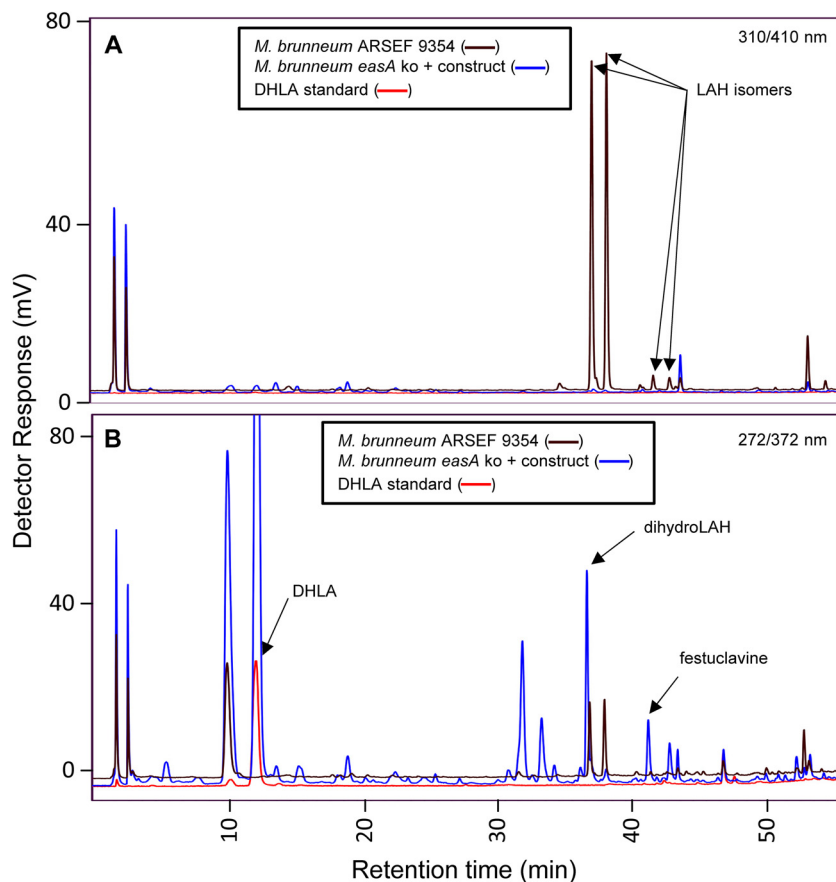 80
A
M. brunneum ARSEF 9354 (—)
M. brunneum easA ko + construct (—)
DHLA standard (—)
310/410 nm
LAH isomers
40
0
80
B
M. brunneum ARSEF 9354 (—)
M. brunneum easA ko + construct (—)
DHLA standard (—)
272/372 nm
dihydroLAH
DHLA
40
festuclavine
0
10
20
30
40
50
Retention time (min)
Detector Response (mV)